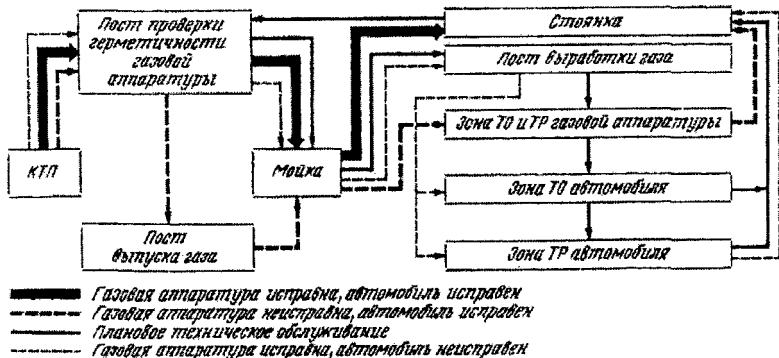 Пост проверки
герметичности
газовой
аппаратуры
Стоянка
Пост выработки газа
Зона ТО и ТР газовой аппаратуры
КТП
Мойка
Зона ТО автомобиля
Пост
выпуска газа
Зона ТР автомобиля
Газовая аппаратура исправна, автомобиль исправен
Газовая аппаратура неисправна, автомобиль исправен
Плановое техническое обслуживание
Газовая аппаратура исправна, автомобиль неисправен